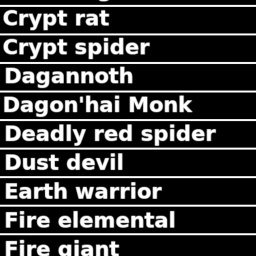 Crypt rat
Crypt spider
Dagannoth
Dagon'hai Monk
Deadly red spider
Dust devil
Earth warrior
Fire elemental
Fire giant